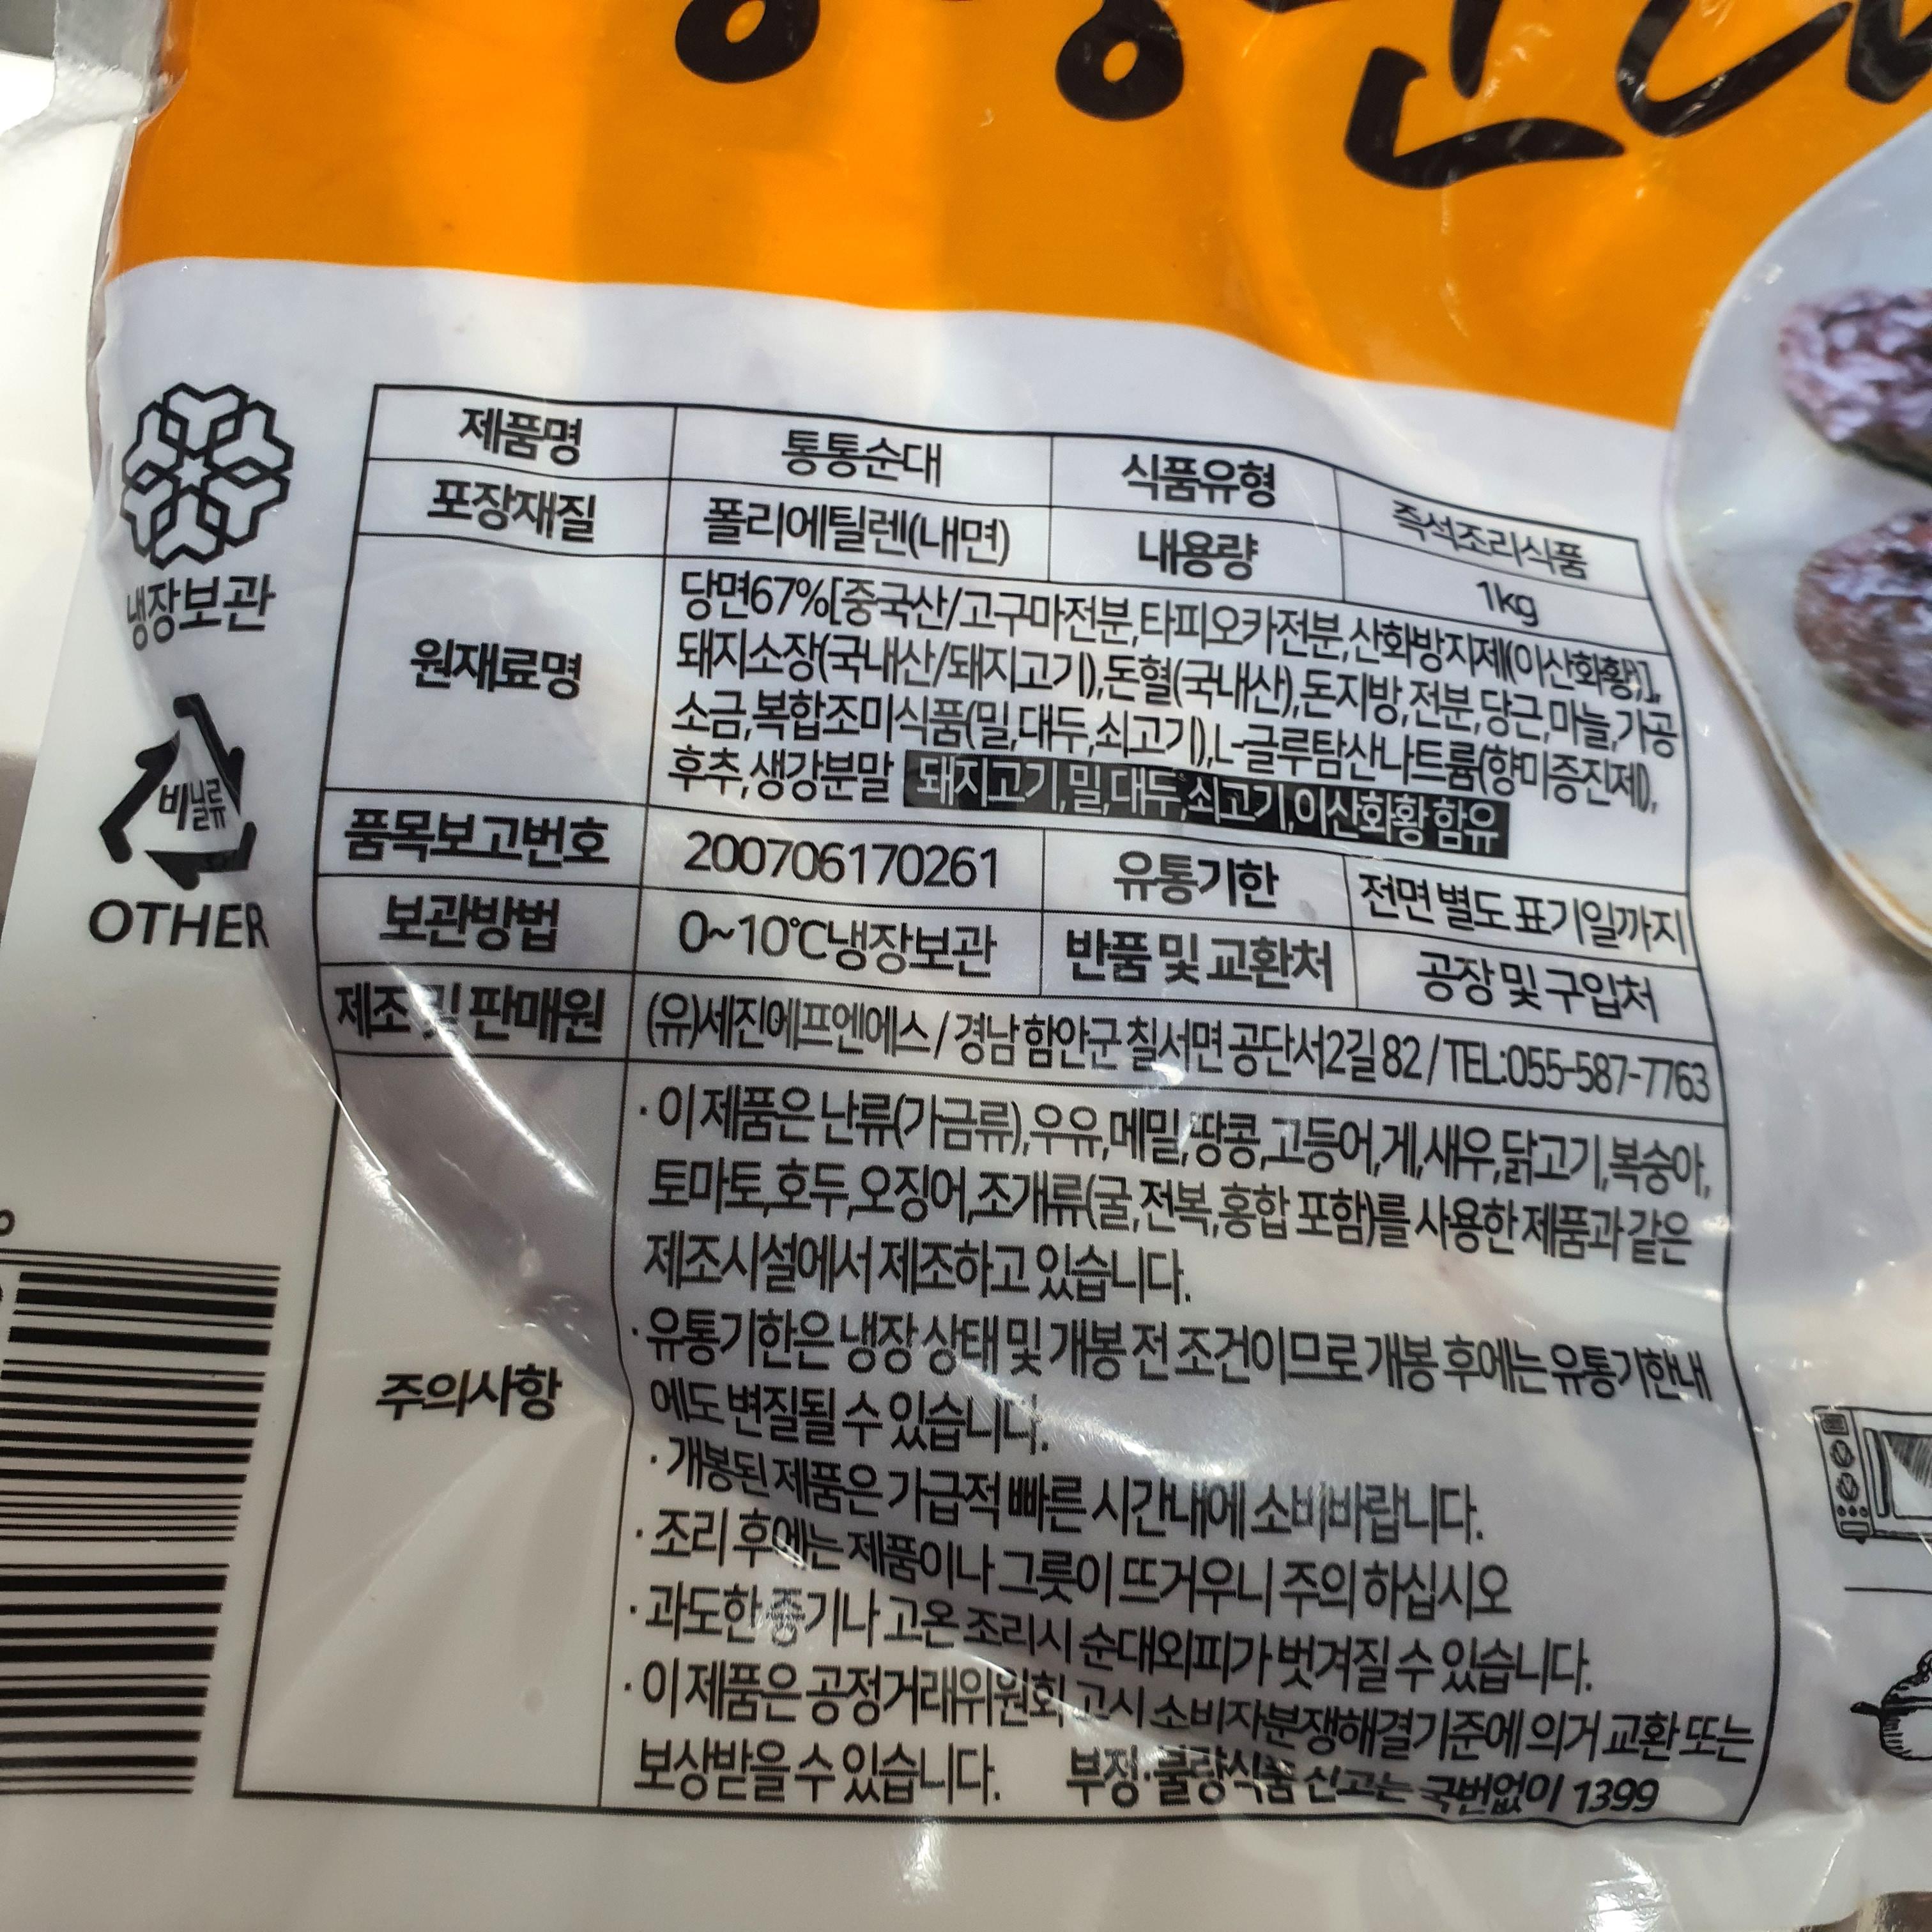 냉장보관
비닐류
OTHER
제품명 통통순대 식품유형 즉석조리식품
포장재질 폴리에틸렌(내면) 내용량 1kg
원재료명
당면67%[중국산/고구마전분,타피오카전분,산화방지제(이산화황)],
돼지소장(국내산/돼지고기),돈혈(국내산),돈지방,전분,당근,마늘,가공
소금,복합조미식품(밀,대두,쇠고기),L-글루탐산나트륨(향미증진제),
후추,생강분말 돼지고기,밀,대두,쇠고기,이산화황 함유
품목보고번호 200706170261 유통기한 전면 별도 표기일까지
보관방법 0~10℃냉장보관 반품 및 교환처 공장 및 구입처
제조 및 판매원 (유)세진에프엔에스 / 경남 함안군 칠서면 공단서2길 82 / TEL:055-587-7763
주의사항
· 이 제품은 난류(가금류),우유,메밀,땅콩,고등어,게,새우,닭고기,복숭아,
토마토,호두,오징어,조개류(굴,전복,홍합 포함)를 사용한 제품과 같은
제조시설에서 제조하고 있습니다.
· 유통기한은 냉장 상태 및 개봉 전 조건이므로 개봉 후에는 유통기한내
에도 변질될 수 있습니다.
· 개봉된 제품은 가급적 빠른 시간내에 소비바랍니다.
· 조리 후에는 제품이나 그릇이 뜨거우니 주의 하십시오
· 과도한 증기나 고온 조리시 순대외피가 벗겨질 수 있습니다.
· 이 제품은 공정거래위원회 고시 소비자분쟁해결기준에 의거 교환 또는
보상받을 수 있습니다. 부정·불량식품 신고는 국번없이 1399